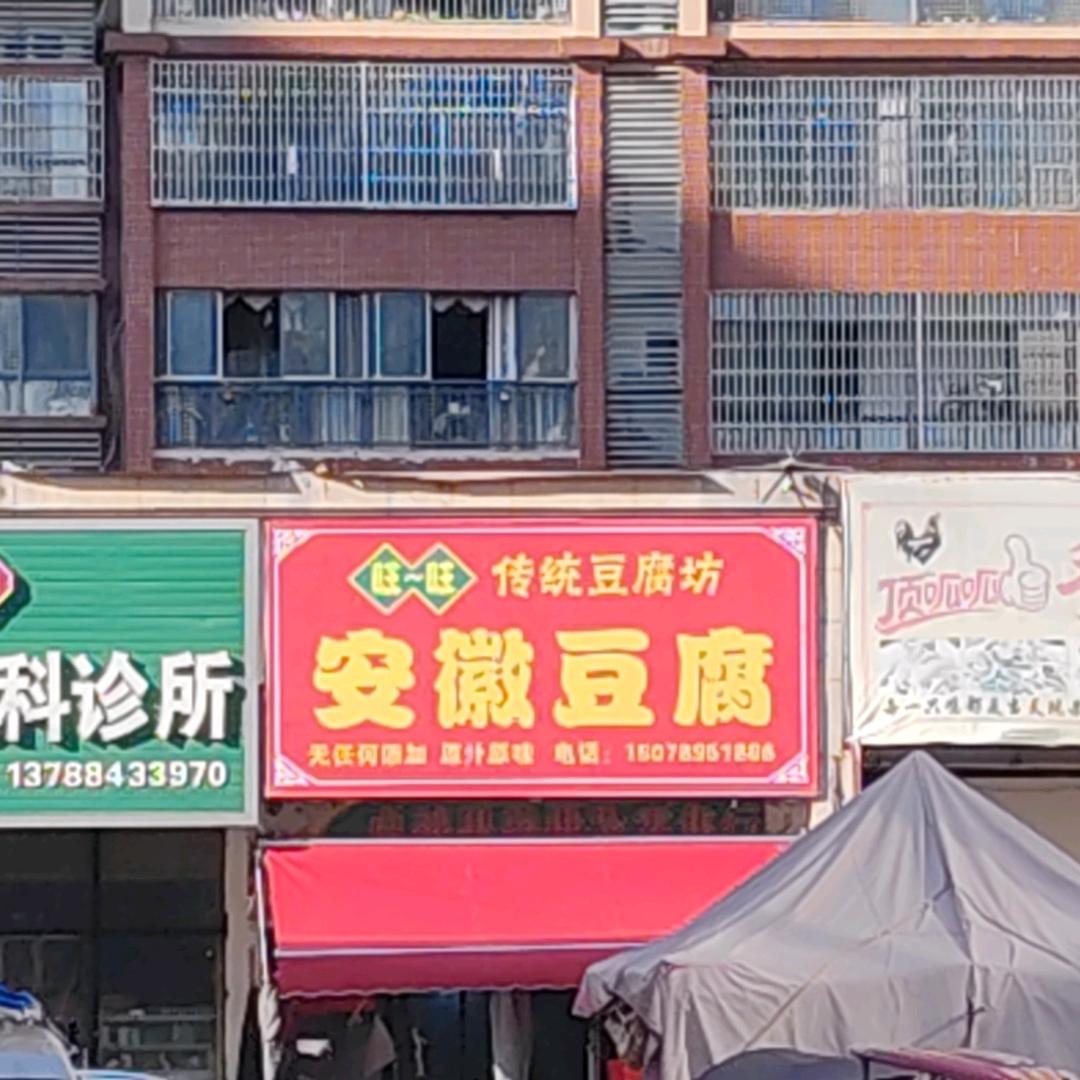 科诊所
13788433970
旺~旺 传统豆腐坊
安徽豆腐
无任何添加 原汁原味 电话:
顶呱呱